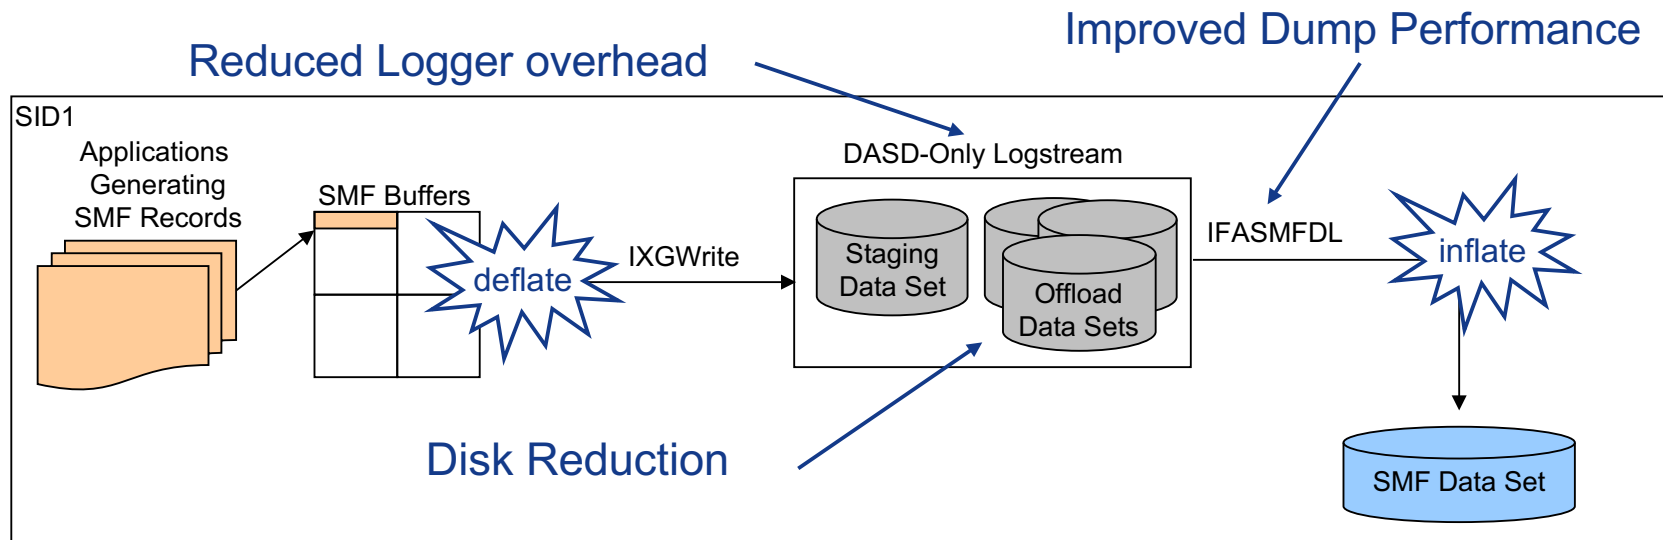 Improved Dump Performance
Reduced Logger overhead
SID1
Applications
Generating
SMF Records
SMF Buffers
deflate
IXGWrite
DASD-Only Logstream
Staging
Data Set
Offload
Data Sets
IFASMFDL
inflate
Disk Reduction
SMF Data Set